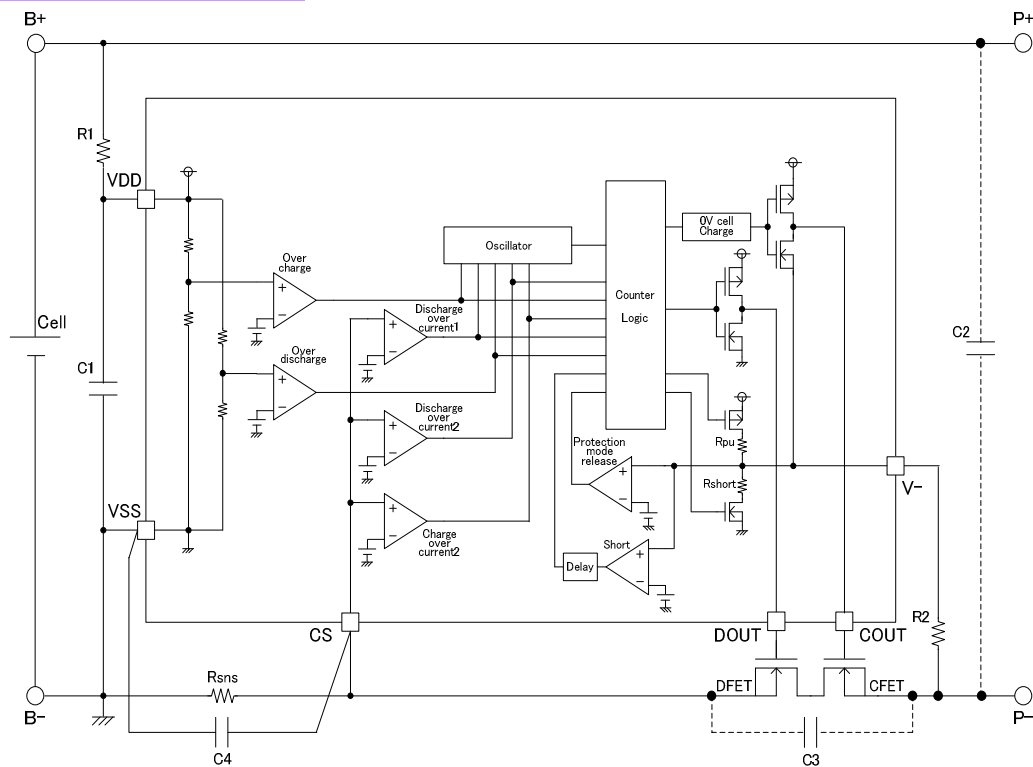 B+
P+
R1
VDD
Over
charge
Oscillator
0V cell
Charge
Counter
Logic
Discharge
over
current1
Cell
C1
Over
discharge
C2
Discharge
over
current2
Protection
mode
release
Rpu
Rshort
V-
VSS
Charge
over
current2
Short
Delay
CS
DOUT
COUT
R2
Rsns
DFET
CFET
B-
P-
C4
C3
+
-
+
-
+
-
+
-
+
-
+
-
+
-